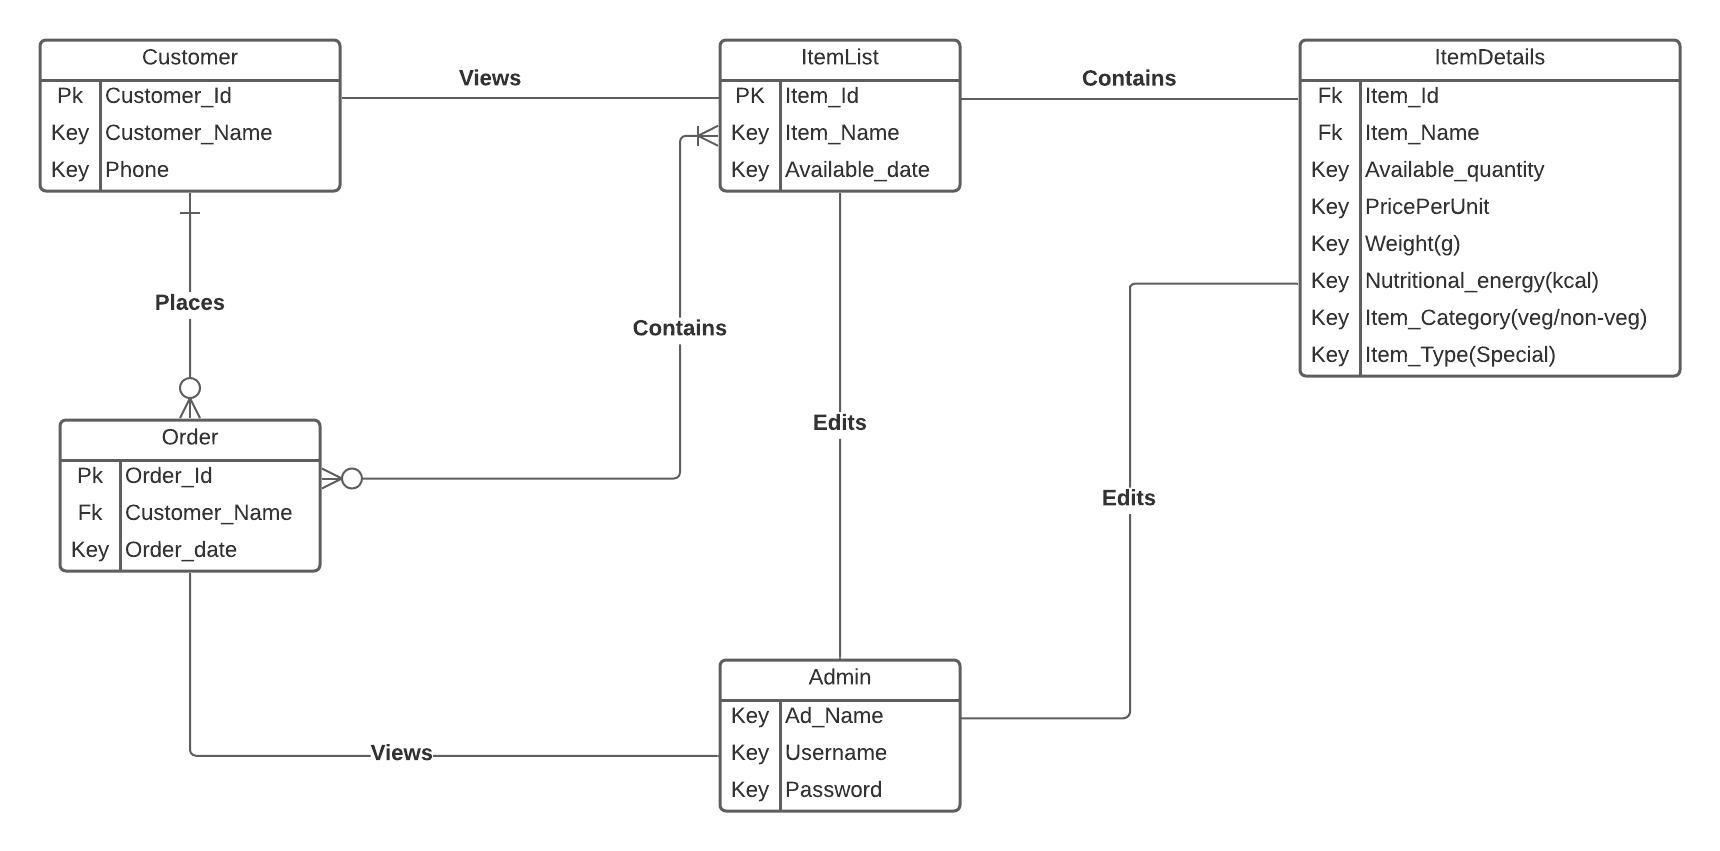 Customer
Pk Customer_Id
Key Customer_Name
Key Phone
Views
ItemList
PK Item_Id
Key Item_Name
Key Available_date
Contains
ItemDetails
Fk Item_Id
Fk Item_Name
Key Available_quantity
Key PricePerUnit
Key Weight(g)
Key Nutritional_energy(kcal)
Key Item_Category(veg/non-veg)
Key Item_Type(Special)
Places
Contains
Edits
Edits
Order
Pk Order_Id
Fk Customer_Name
Key Order_date
Views
Admin
Key Ad_Name
Key Username
Key Password